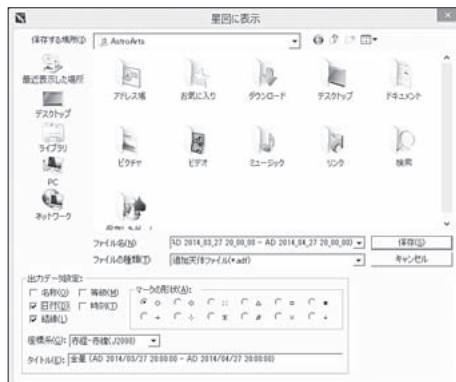 星図に表示
保存する場所(I): AstroArts
最近表示した場所
デスクトップ
ライブラリ
PC
ネットワーク
アドレス帳 お気に入り ダウンロード デスクトップ ドキュメント
ピクチャ ビデオ ミュージック リンク 検索
ファイル名(N): AD 2014_03_27 20_00_00 - AD 2014_04_27 20_00_00) 保存(S)
ファイルの種類(T): 追加天体ファイル(*.adf) キャンセル
出力データ設定:
名称(O) 等級(M) マークの形状(A):
日付(D) 時刻(T)
結線(L)
座標系(C): 赤経-赤緯(J2000)
タイトル(E): 金星 (AD 2014/03/27 20:00:00 - AD 2014/04/27 20:00:00)